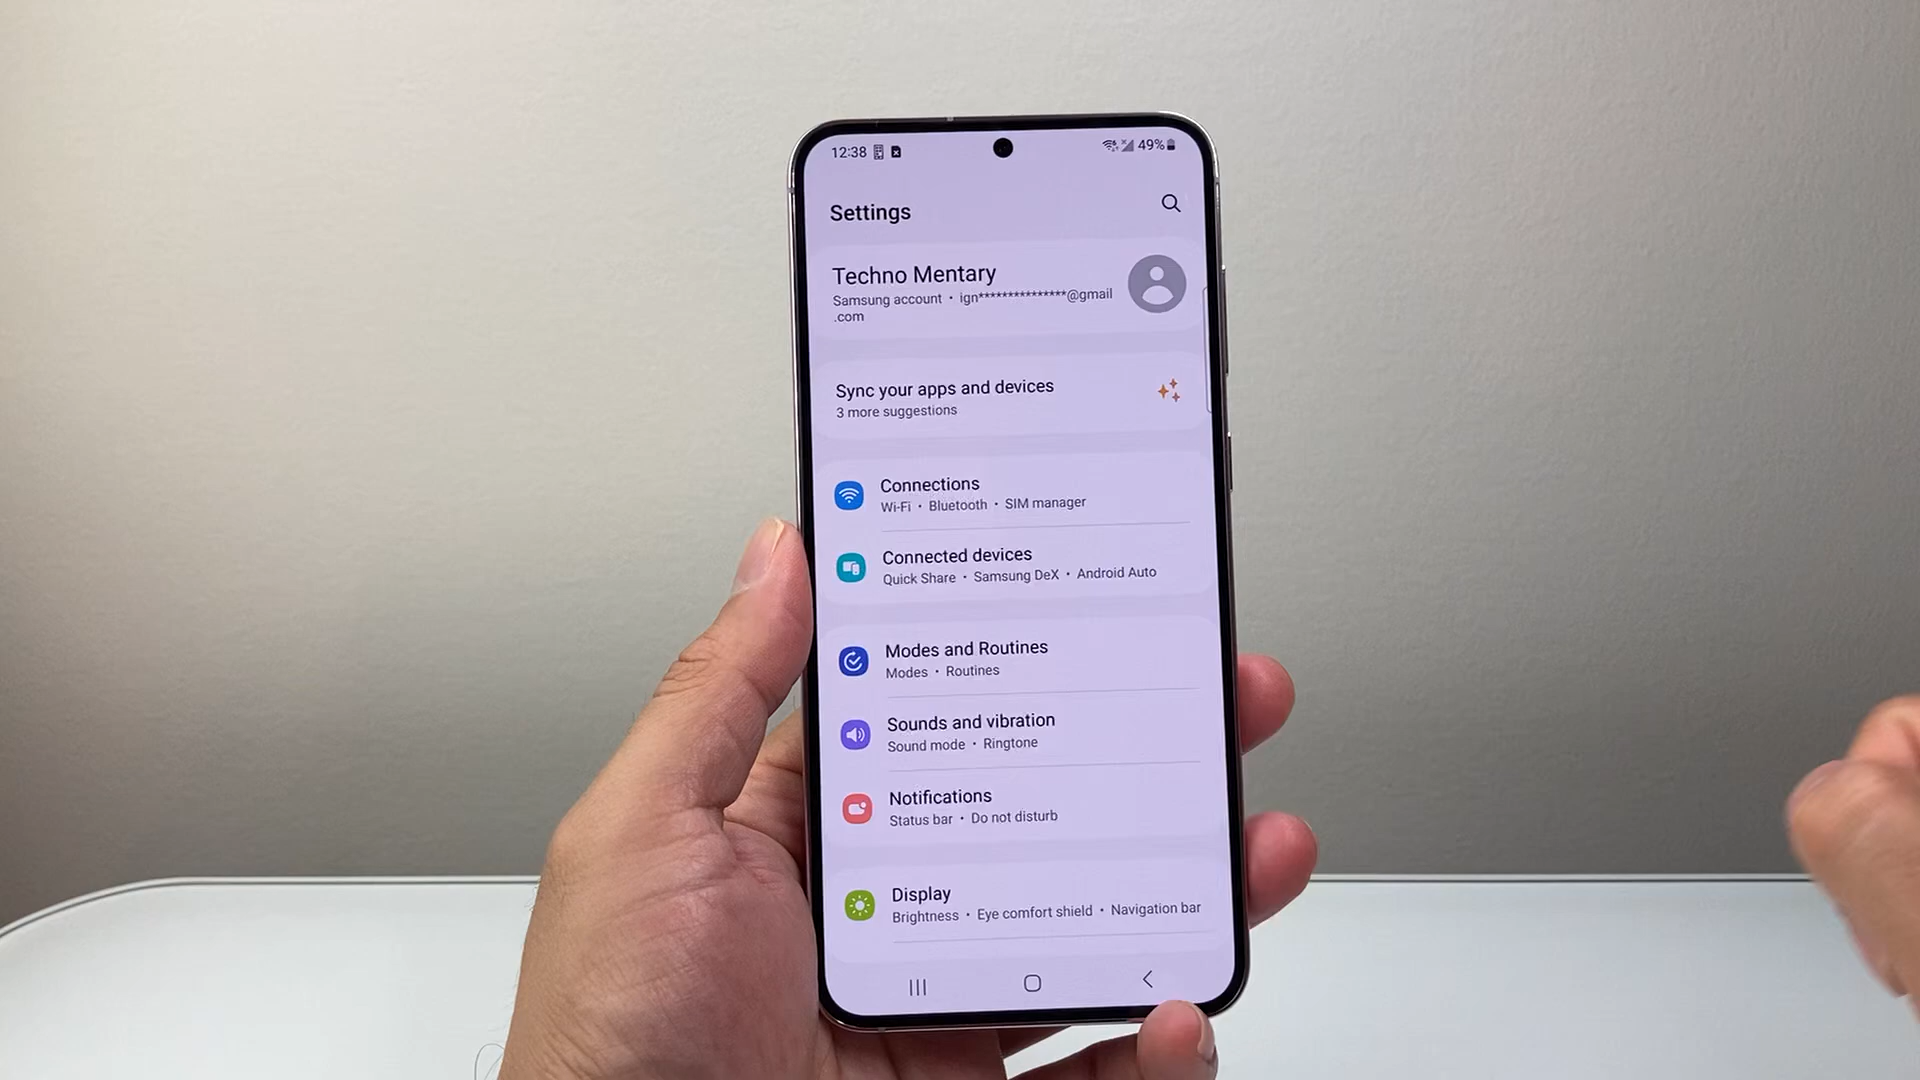 12:38
49%
Settings
Techno Mentary
Samsung account • ign***************@gmail
.com
Sync your apps and devices
3 more suggestions
Connections
Wi-Fi • Bluetooth • SIM manager
Connected devices
Quick Share • Samsung DeX • Android Auto
Modes and Routines
Modes • Routines
Sounds and vibration
Sound mode • Ringtone
Notifications
Status bar • Do not disturb
Display
Brightness • Eye comfort shield • Navigation bar